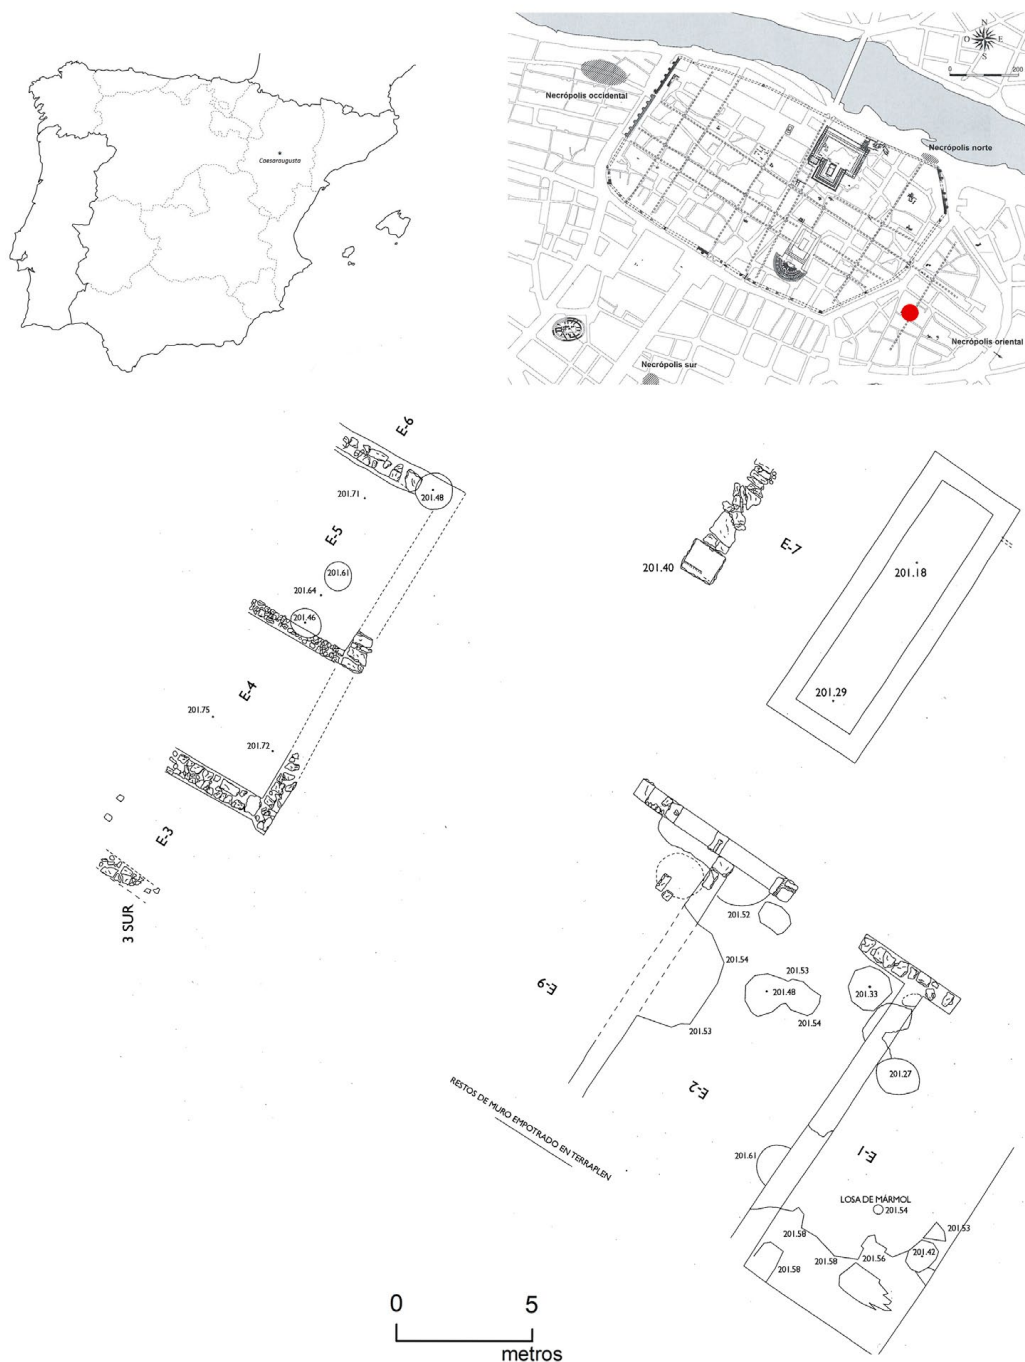 Caesaraugusta
N
O
E
S
0
200
Necrópolis occidental
Necrópolis norte
Necrópolis oriental
Necrópolis sur
E-6
201.71
201.48
E-5
201.61
201.64
201.46
E-4
201.75
201.72
E-3
3 SUR
E-7
201.40
201.18
201.29
201.52
201.54
201.53
201.48
201.54
201.53
201.33
E-9
201.27
E-2
RESTOS DE MURO EMPOTRADO EN TERRAPLEN
201.61
E-1
LOSA DE MÁRMOL
201.54
201.53
201.58
201.58
201.56
201.42
201.58
0
5
metros